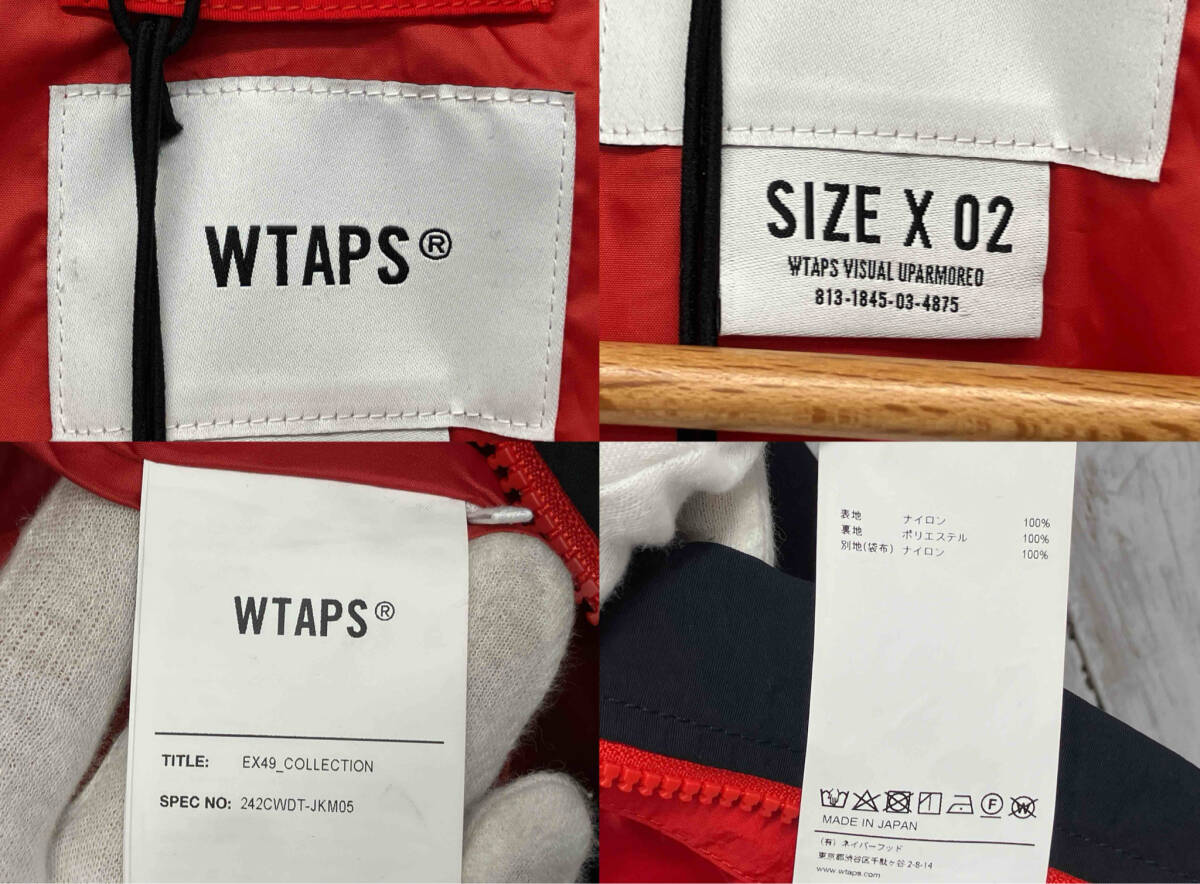 WTAPS®
SIZE X 02
WTAPS VISUAL UPARMORED
813-1845-03-4875
WTAPS®
TITLE: EX49_COLLECTION
SPEC NO: 242CWDT-JKM05
表地 ナイロン 100%
裏地 ポリエステル 100%
別地(袋布) ナイロン 100%
MADE IN JAPAN
(有)ネイバーフッド
東京都渋谷区千駄ヶ谷 2-8-14
www.wtaps.com